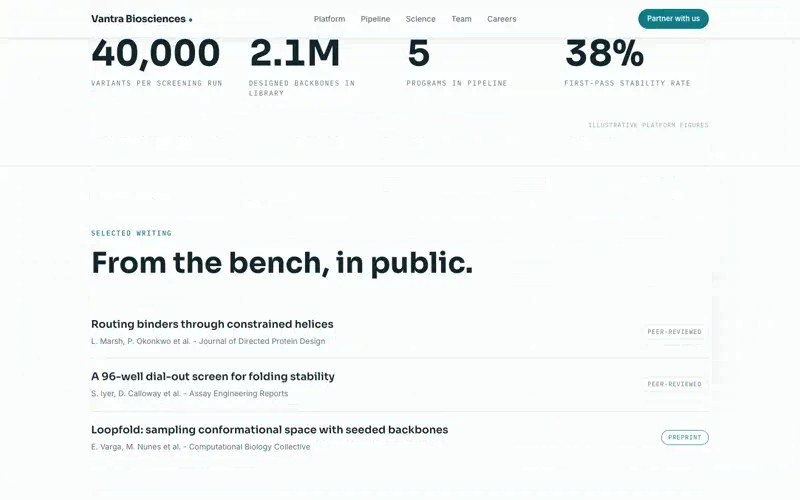 Vantra Biosciences
Platform Pipeline Science Team Careers
Partner with us
40,000 2.1M 5 38%
VARIANTS PER SCREENING RUN
DESIGNED BACKBONES IN
LIBRARY
PROGRAMS IN PIPELINE
FIRST-PASS STABILITY RATE
ILLUSTRATIVE PLATFORM FIGURES
SELECTED WRITING
From the bench, in public.
Routing binders through constrained helices
L. Marsh, P. Okonkwo et al. - Journal of Directed Protein Design
PEER-REVIEWED
A 96-well dial-out screen for folding stability
S. Iyer, D. Calloway et al. - Assay Engineering Reports
PEER-REVIEWED
Loopfold: sampling conformational space with seeded backbones
E. Varga, M. Nunes et al. - Computational Biology Collective
PREPRINT